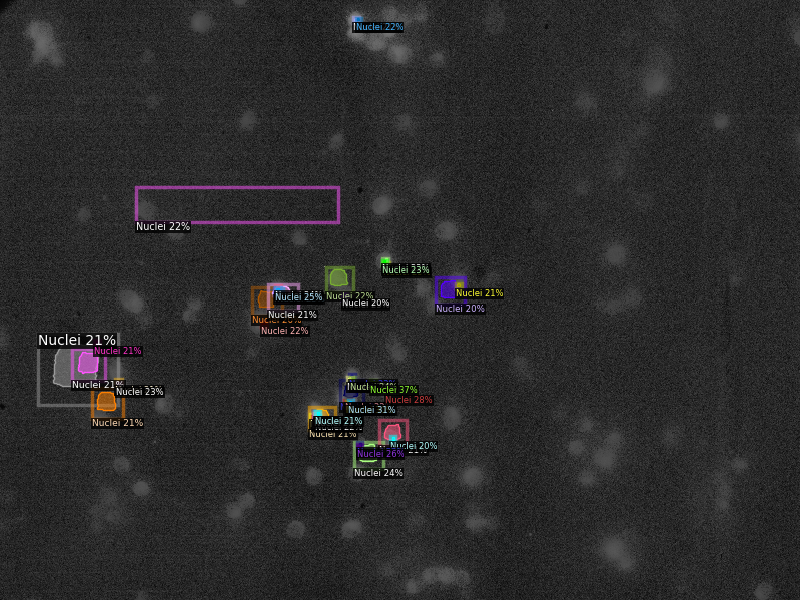 Nuclei 22%
Nuclei 22%
Nuclei 23%
Nuclei 25%
Nuclei 22%
Nuclei 20%
Nuclei 21%
Nuclei 20%
Nuclei 21%
Nuclei 22%
Nuclei 21%
Nuclei 21%
Nuclei 21%
Nuclei 23%
Nuclei 21%
Nuclei 37%
Nuclei 28%
Nuclei 31%
Nuclei 21%
Nuclei 21%
Nuclei 20%
Nuclei 26%
Nuclei 24%